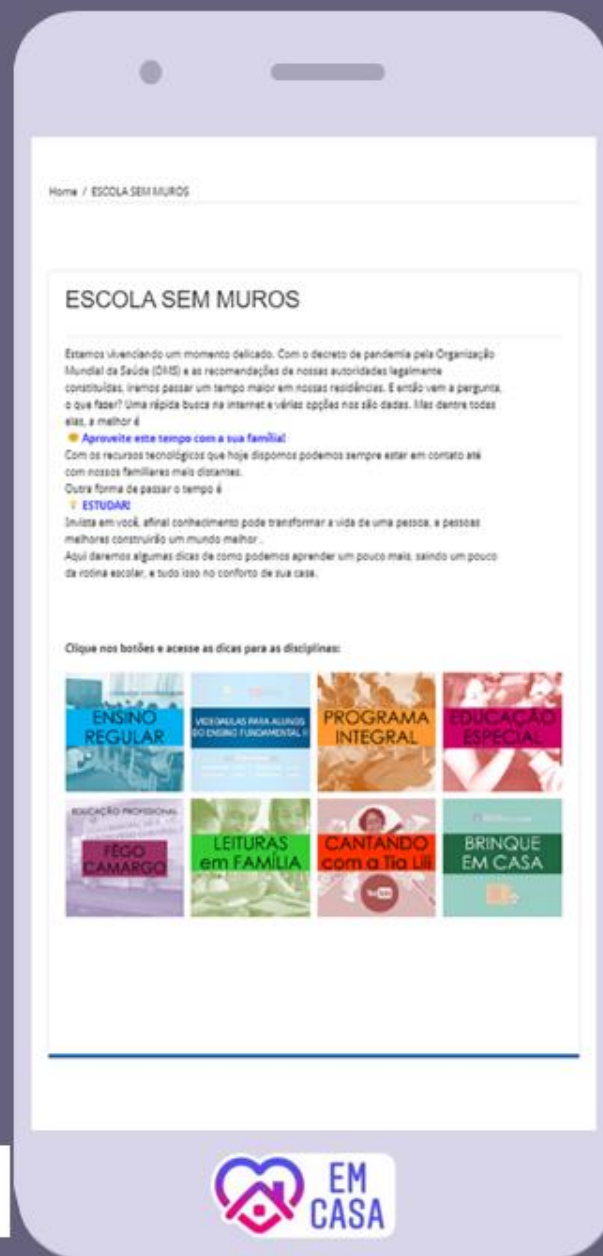 Home / ESCOLA SEM MUROS
ESCOLA SEM MUROS
Estamos vivenciando um momento delicado. Com o decreto de pandemia pela Organização
Mundial da Saúde (OMS) e as recomendações de nossas autoridades legalmente
constituídas, iremos passar um tempo maior em nossas residências. E então vem a pergunta,
o que fazer? Uma rápida busca na internet e várias opções nos são dadas. Mas dentre todas
elas, a melhor é
Aproveite este tempo com a sua família!
Com os recursos tecnológicos que hoje dispomos podemos sempre estar em contato até
com nossos familiares mais distantes.
Outra forma de passar o tempo é
ESTUDAR!
Invista em você, afinal conhecimento pode transformar a vida de uma pessoa, e pessoas
melhores construirão um mundo melhor .
Aqui daremos algumas dicas de como podemos aprender um pouco mais, saindo um pouco
da rotina escolar, e tudo isso no conforto de sua casa.
Clique nos botões e acesse as dicas para as disciplinas:
ENSINO
REGULAR
VIDEOAULAS PARA ALUNOS
DO ENSINO FUNDAMENTAL II
PROGRAMA
INTEGRAL
EDUCAÇÃO
ESPECIAL
EDUCAÇÃO PROFISSIONAL
FÊGO
CAMARGO
LEITURAS
em FAMÍLIA
CANTANDO
com a Tia Lili
BRINQUE
EM CASA
EM
CASA